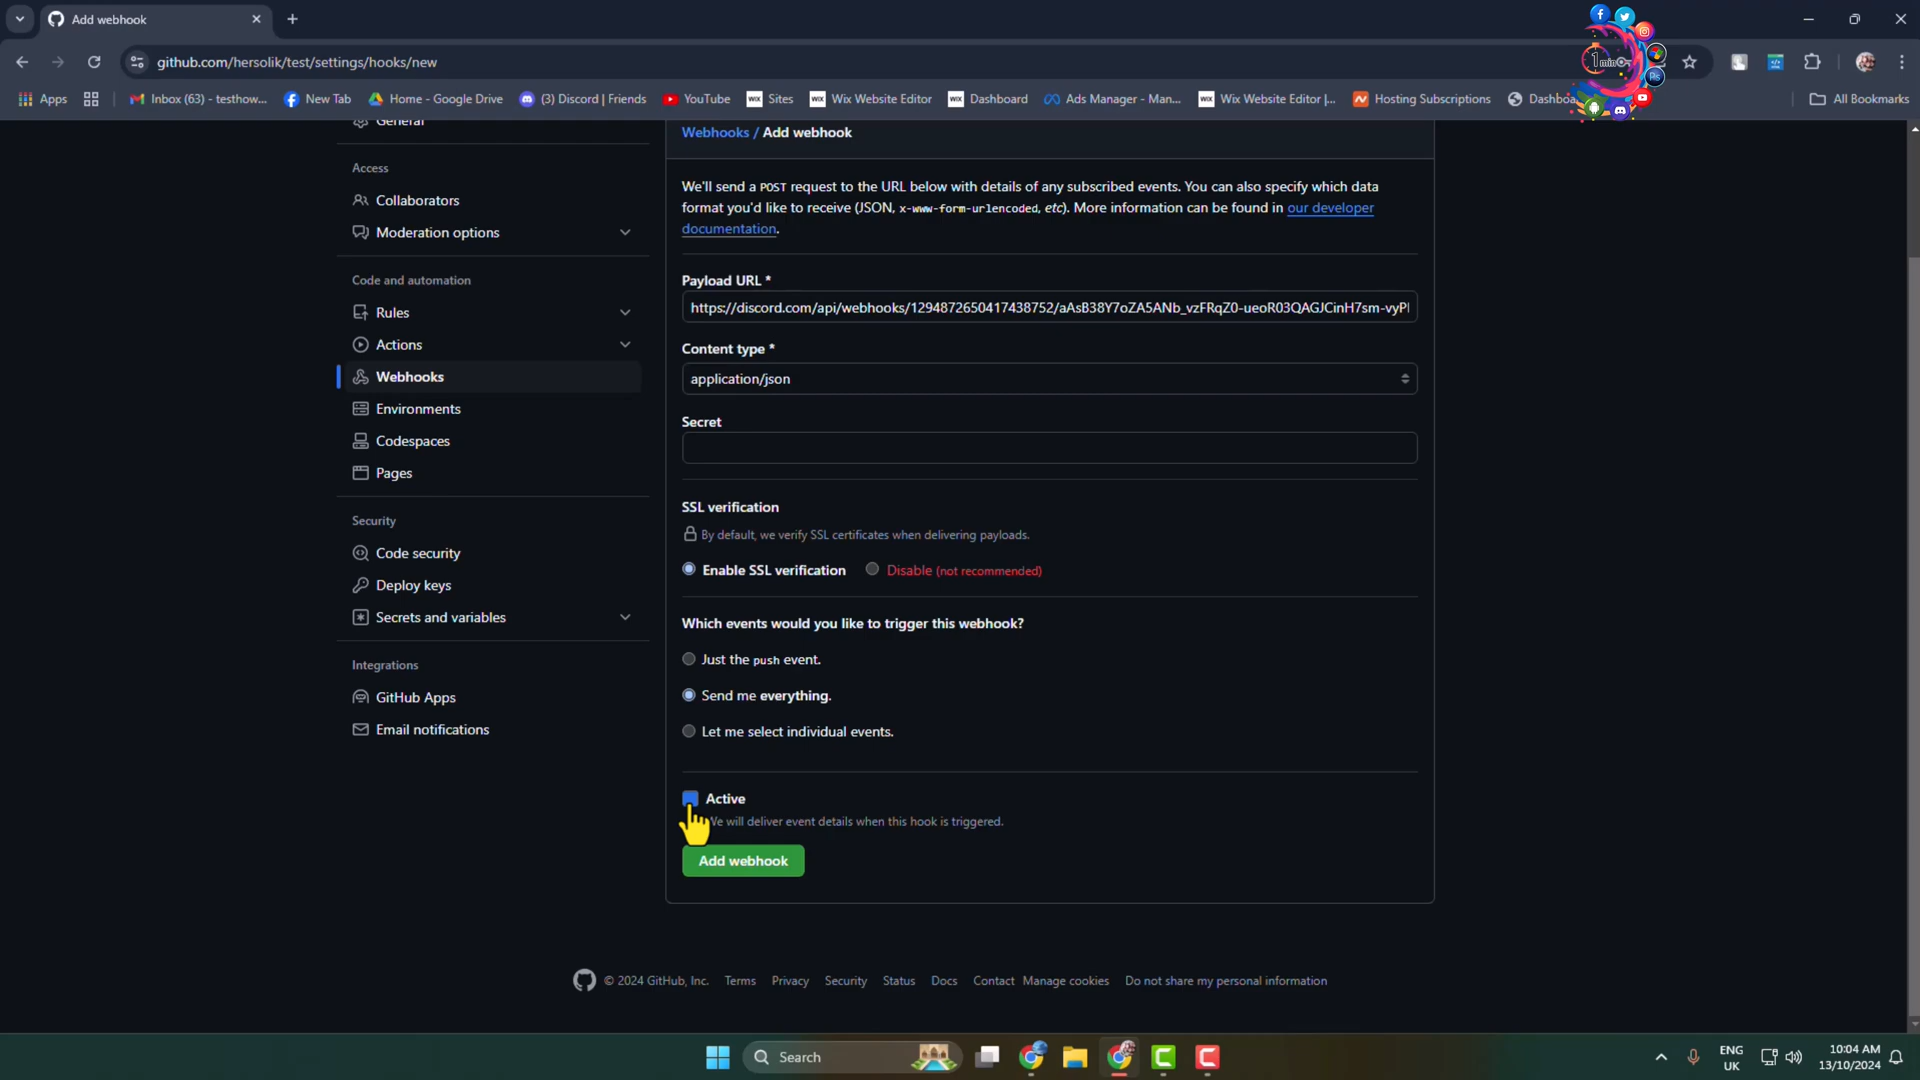 Add webhook
github.com/hersolik/test/settings/hooks/new
1min
Ps
Apps
Inbox (63) - testhow...
New Tab
Home - Google Drive
(3) Discord | Friends
YouTube
WIX Sites
WIX Wix Website Editor
WIX Dashboard
Ads Manager - Man...
WIX Wix Website Editor |...
Hosting Subscriptions
Dashboa
All Bookmarks
General
Access
Collaborators
Moderation options
Code and automation
Rules
Actions
Webhooks
Environments
Codespaces
Pages
Security
Code security
Deploy keys
Secrets and variables
Integrations
GitHub Apps
Email notifications
Webhooks / Add webhook
We'll send a POST request to the URL below with details of any subscribed events. You can also specify which data
format you'd like to receive (JSON, x-www-form-urlencoded, etc). More information can be found in our developer
documentation.
Payload URL *
https://discord.com/api/webhooks/1294872650417438752/aAsB38Y7oZA5ANb_vzFRqZ0-ueoR03QAGJCinH7sm-vyPl
Content type *
application/json
Secret
SSL verification
By default, we verify SSL certificates when delivering payloads.
Enable SSL verification
Disable (not recommended)
Which events would you like to trigger this webhook?
Just the push event.
Send me everything.
Let me select individual events.
Active
We will deliver event details when this hook is triggered.
Add webhook
© 2024 GitHub, Inc. Terms Privacy Security Status Docs Contact Manage cookies Do not share my personal information
Search
ENG
UK
10:04 AM
13/10/2024